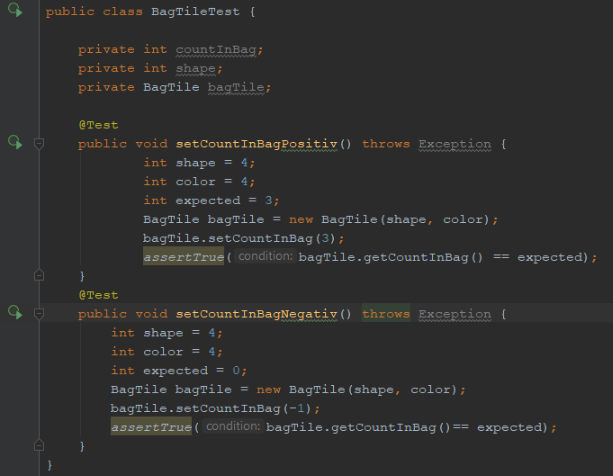 public class BagTileTest {
private int countInBag;
private int shape;
private BagTile bagTile;
@Test
public void setCountInBagPositiv() throws Exception {
int shape = 4;
int color = 4;
int expected = 3;
BagTile bagTile = new BagTile(shape, color);
bagTile.setCountInBag(3);
assertTrue( condition: bagTile.getCountInBag() == expected);
}
@Test
public void setCountInBagNegativ() throws Exception {
int shape = 4;
int color = 4;
int expected = 0;
BagTile bagTile = new BagTile(shape, color);
bagTile.setCountInBag(-1);
assertTrue( condition: bagTile.getCountInBag()== expected);
}
}